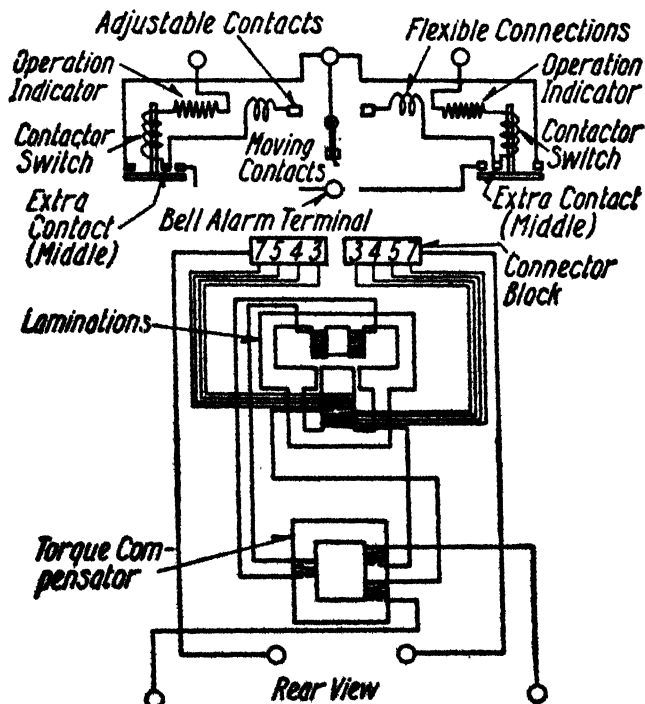 Adjustable Contacts
Flexible Connections
Operation
Indicator
Operation
Indicator
Contactor
Switch
Moving
Contacts
Contactor
Switch
Extra
Contact
(Middle)
Bell Alarm Terminal
Extra Contact
(Middle)
7 5 4 3
3 4 5 7
Connector
Block
Laminations
Torque Com-
pensator
Rear View